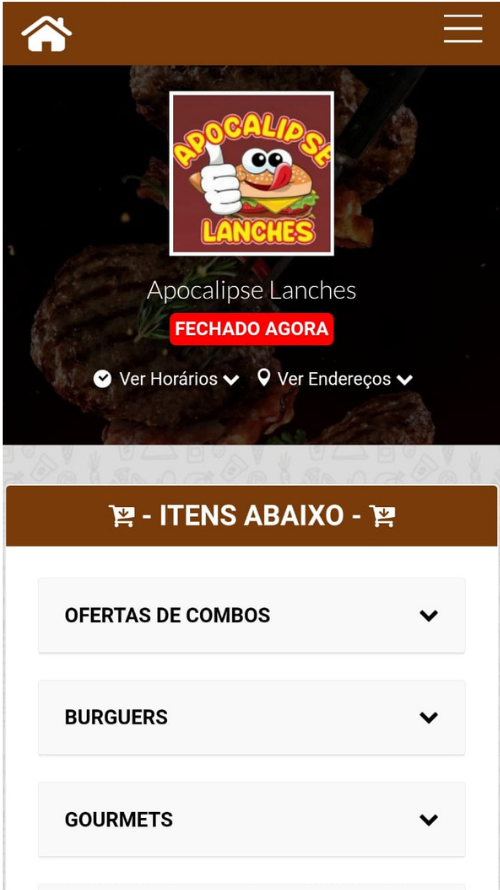 APOCALIPSE
LANCHES
Apocalipse Lanches
FECHADO AGORA
Ver Horários Ver Endereços
- ITENS ABAIXO -
OFERTAS DE COMBOS
BURGUERS
GOURMETS